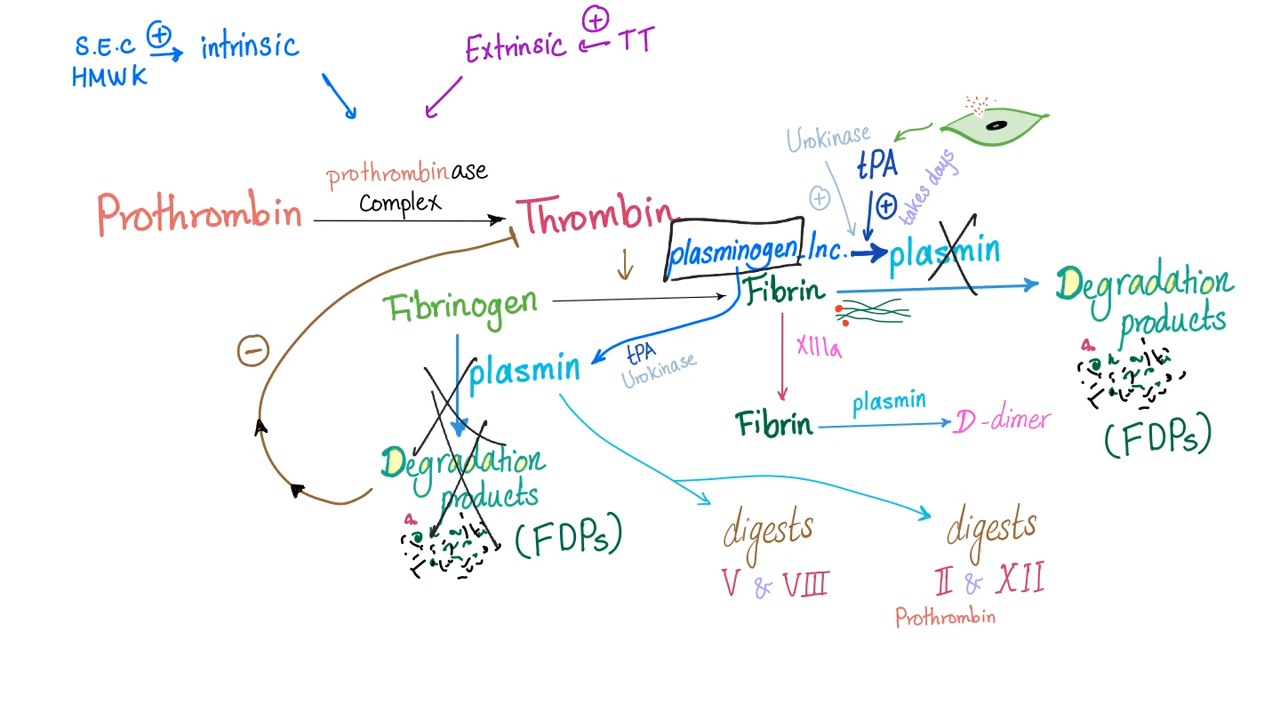 S.E.C ⊕ → intrinsic
HMWK
Extrinsic ⊕ ← TT
Urokinase
tPA
takes days
⊕
⊕
prothrombinase
Complex
Prothrombin
Thrombin
plasminogen, Inc.
plasmin
Fibrinogen
Fibrin
Degradation
products
(FDPs)
XIIIa
tPA
Urokinase
plasmin
⊖
Fibrin
plasmin
D-dimer
Degradation
products
(FDPs)
digests
V & VIII
digests
II & XII
Prothrombin